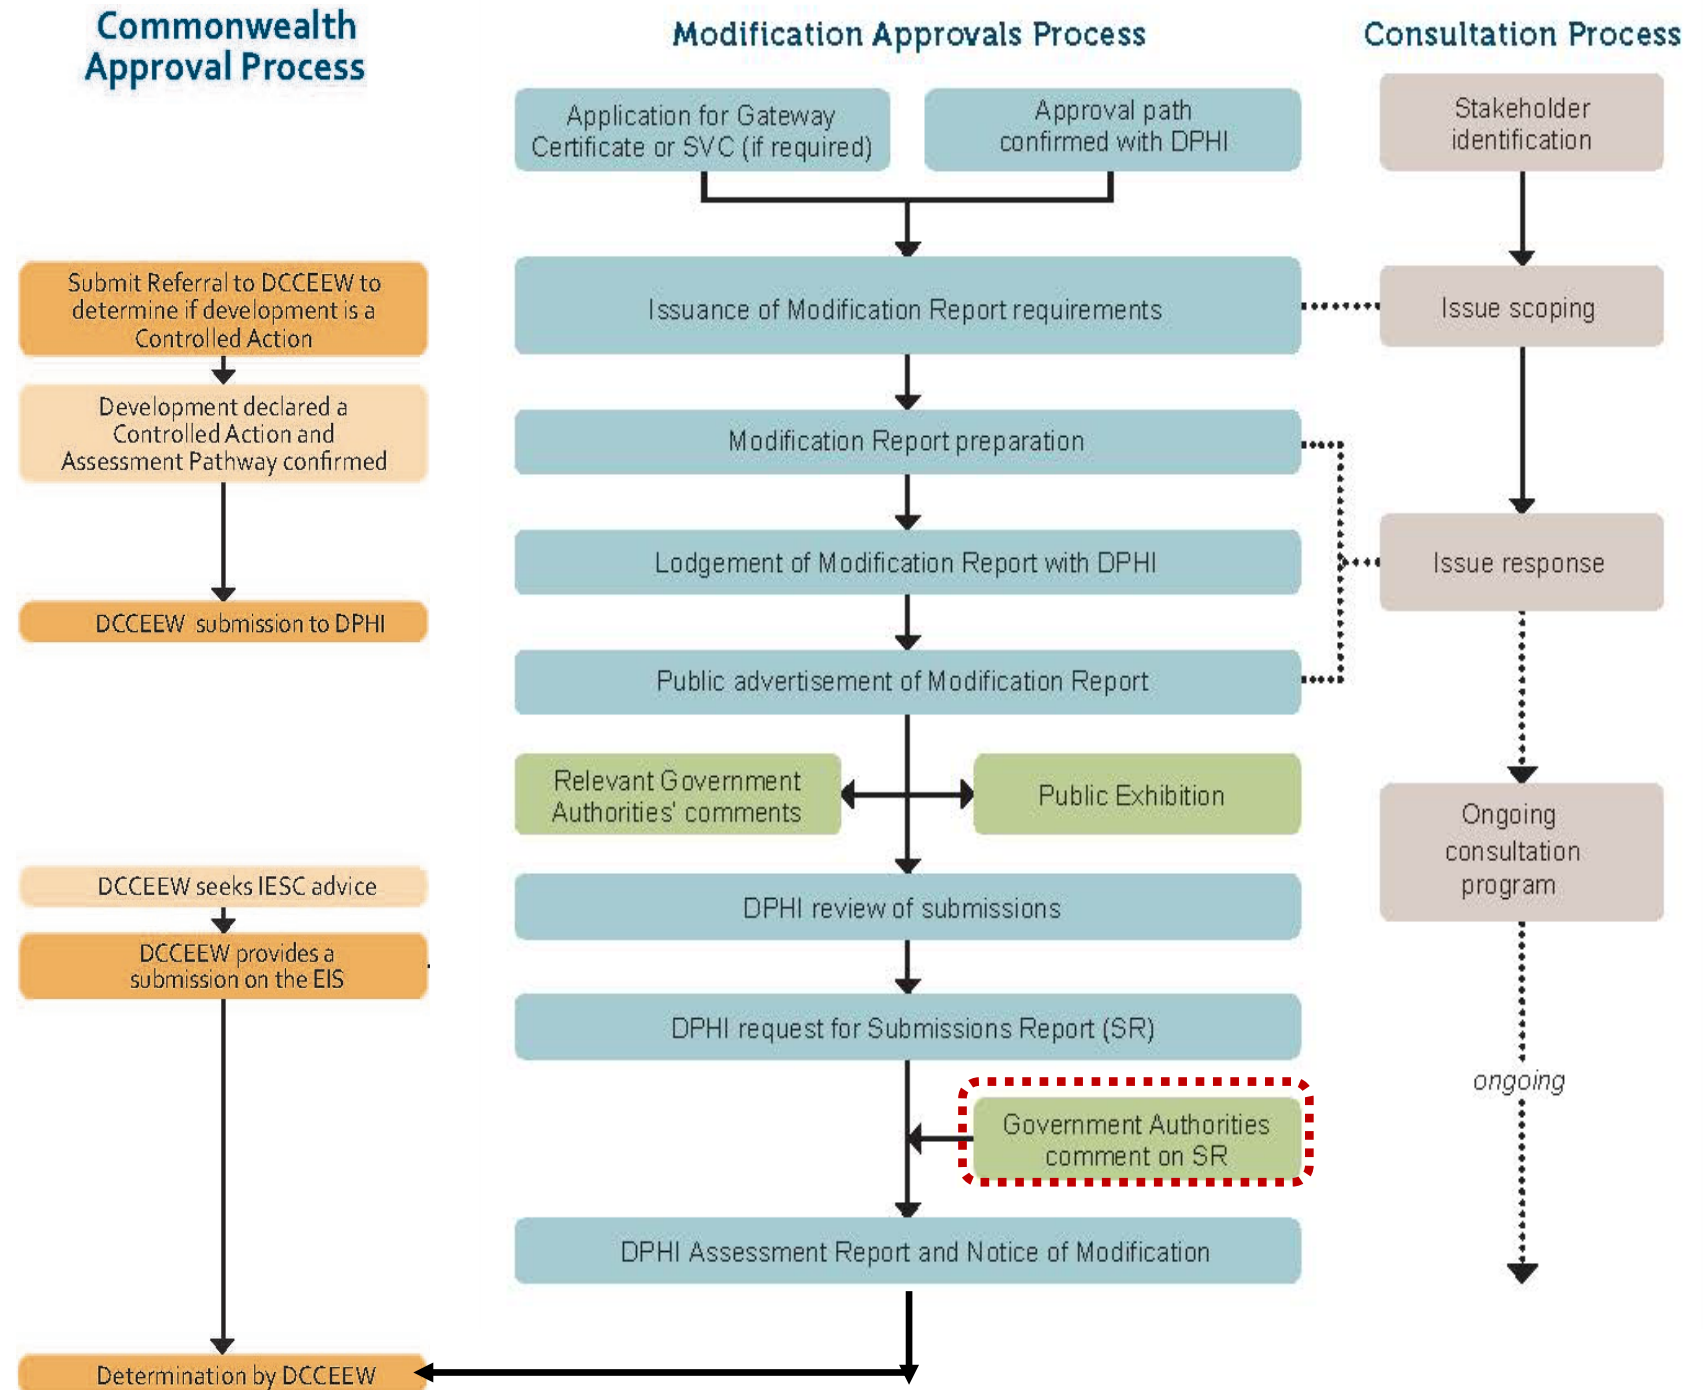 Commonwealth
Approval Process
Submit Referral to DCCEEW to
determine if development is a
Controlled Action
Development declared a
Controlled Action and
Assessment Pathway confirmed
DCCEEW submission to DPHI
DCCEEW seeks IESC advice
DCCEEW provides a
submission on the EIS
Determination by DCCEEW
Modification Approvals Process
Application for Gateway
Certificate or SVC (if required)
Approval path
confirmed with DPHI
Issuance of Modification Report requirements
Modification Report preparation
Lodgement of Modification Report with DPHI
Public advertisement of Modification Report
Relevant Government
Authorities' comments
Public Exhibition
DPHI review of submissions
DPHI request for Submissions Report (SR)
Government Authorities
comment on SR
DPHI Assessment Report and Notice of Modification
Consultation Process
Stakeholder
identification
Issue scoping
Issue response
Ongoing
consultation
program
ongoing